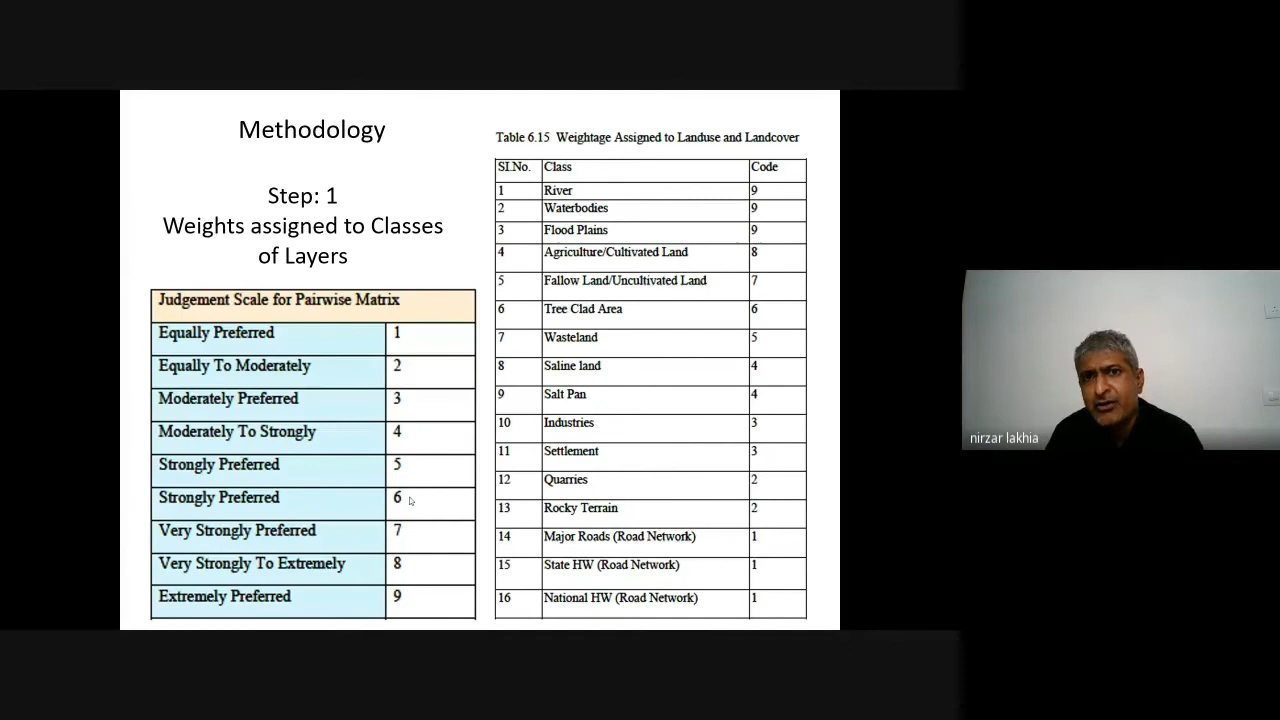 Methodology
Step: 1
Weights assigned to Classes
of Layers
Judgement Scale for Pairwise Matrix
Equally Preferred 1
Equally To Moderately 2
Moderately Preferred 3
Moderately To Strongly 4
Strongly Preferred 5
Strongly Preferred 6
Very Strongly Preferred 7
Very Strongly To Extremely 8
Extremely Preferred 9
Table 6.15 Weightage Assigned to Landuse and Landcover
Sl.No. Class Code
1 River 9
2 Waterbodies 9
3 Flood Plains 9
4 Agriculture/Cultivated Land 8
5 Fallow Land/Uncultivated Land 7
6 Tree Clad Area 6
7 Wasteland 5
8 Saline land 4
9 Salt Pan 4
10 Industries 3
11 Settlement 3
12 Quarries 2
13 Rocky Terrain 2
14 Major Roads (Road Network) 1
15 State HW (Road Network) 1
16 National HW (Road Network) 1
nirzar lakhia